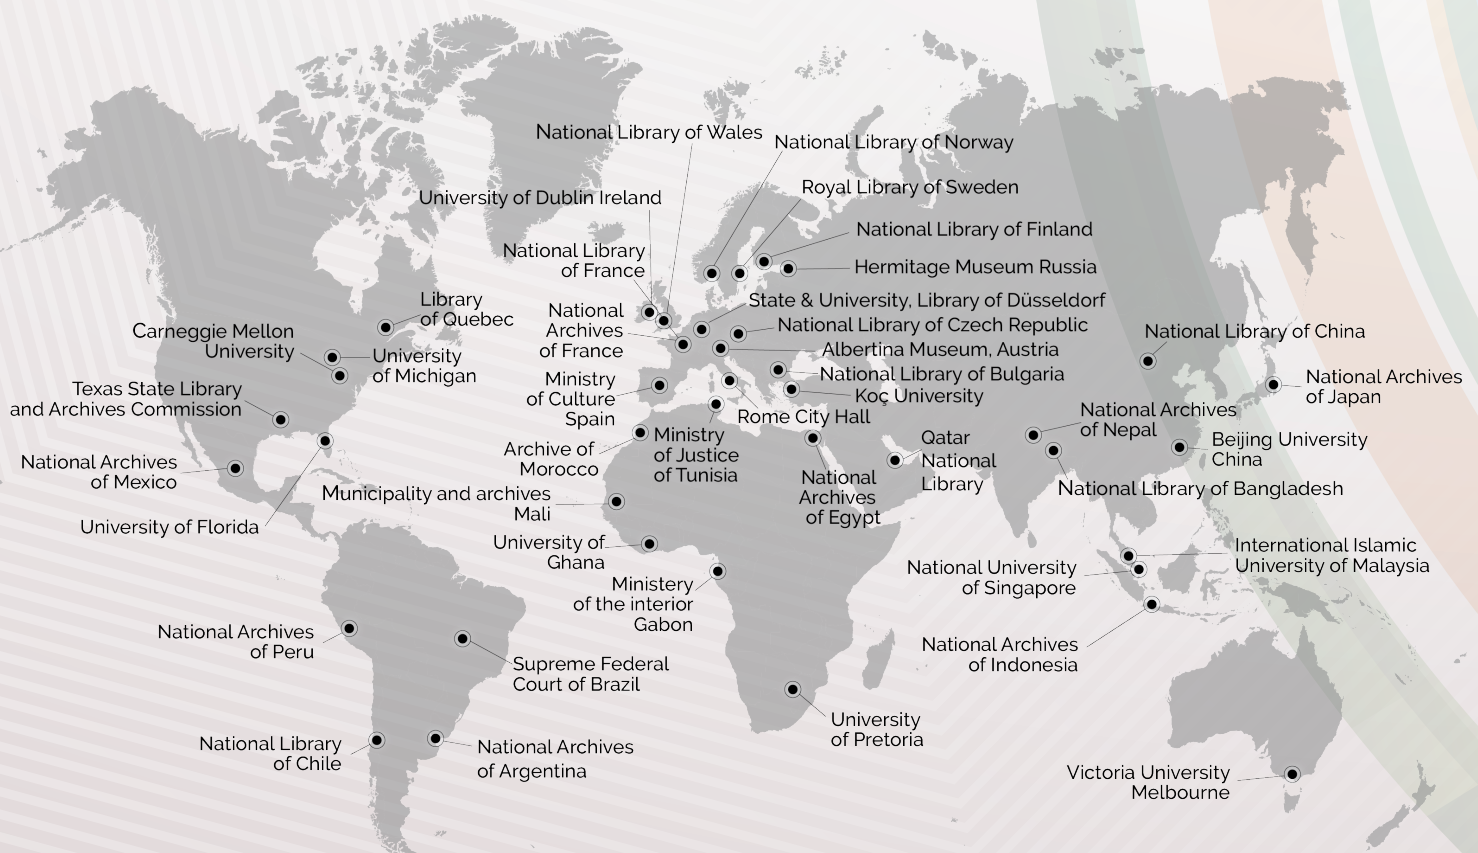 National Library of Wales
National Library of Norway
University of Dublin Ireland
Royal Library of Sweden
National Library
of France
National Library of Finland
Hermitage Museum Russia
Library
of Quebec
National
Archives
of France
State & University, Library of Düsseldorf
National Library of Czech Republic
Albertina Museum, Austria
National Library of Bulgaria
Koç University
Carneggie Mellon
University
University
of Michigan
Texas State Library
and Archives Commission
Ministry
of Culture
Spain
Rome City Hall
National Library of China
National Archives
of Japan
National Archives
of Nepal
Beijing University
China
National Archives
of Mexico
Archive of
Morocco
Ministry
of Justice
of Tunisia
Qatar
National
Library
National
Archives
of Egypt
National Library of Bangladesh
University of Florida
Municipality and archives
Mali
University of
Ghana
Ministery
of the interior
Gabon
International Islamic
University of Malaysia
National University
of Singapore
National Archives
of Indonesia
National Archives
of Peru
Supreme Federal
Court of Brazil
University
of Pretoria
National Library
of Chile
National Archives
of Argentina
Victoria University
Melbourne